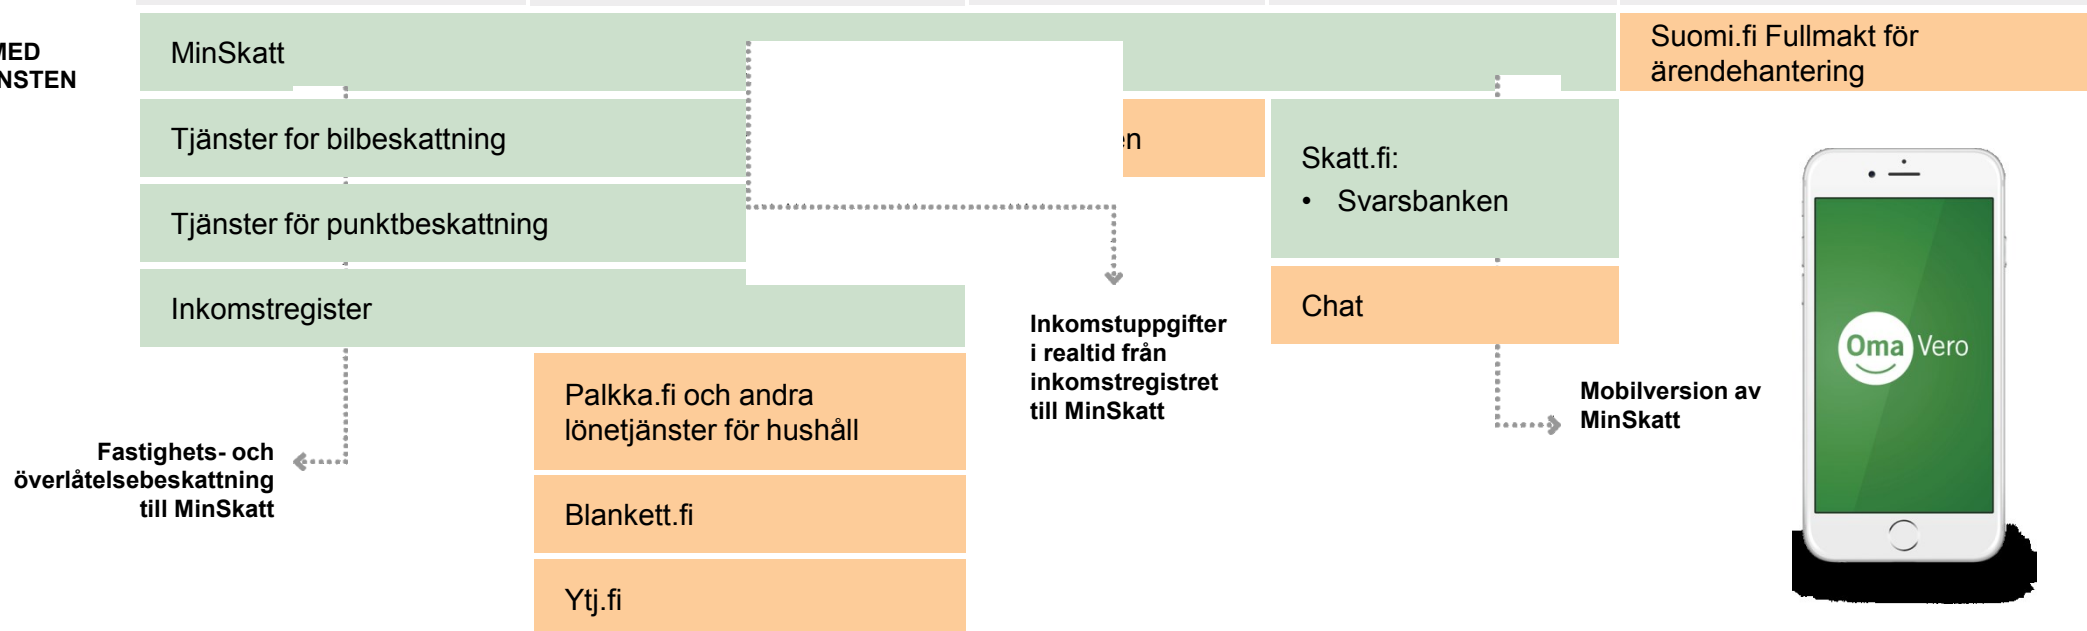 MinSkatt
Suomi.fi Fullmakt för
ärendehantering
Tjänster for bilbeskattning
Tjänster för punktbeskattning
Inkomstregister
Skatt.fi:
• Svarsbanken
Chat
Inkomstuppgifter
i realtid från
inkomstregistret
till MinSkatt
Palkka.fi och andra
lönetjänster för hushåll
Blankett.fi
Ytj.fi
Fastighets- och
överlåtelsebeskattning
till MinSkatt
Mobilversion av
MinSkatt
Oma Vero